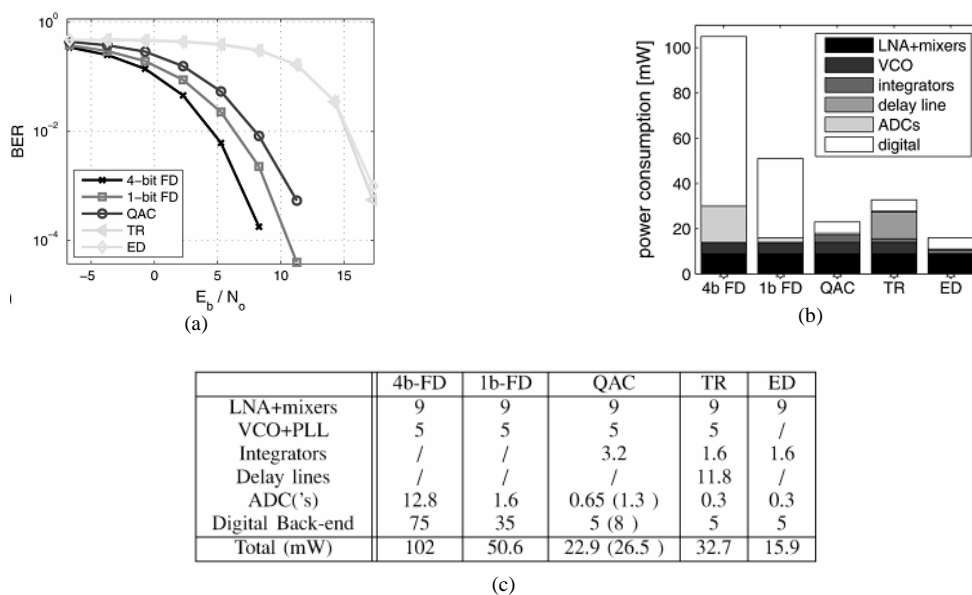 10⁰
10⁻²
10⁻⁴
BER
4-bit FD
1-bit FD
QAC
TR
ED
−5 0 5 10 15
E_b / N_o
)
(a)
power consumption [mW]
100
80
60
40
20
0
LNA+mixers
VCO
integrators
delay line
ADCs
digital
4b FD 1b FD QAC TR ED
(b)
4b-FD 1b-FD QAC TR ED
LNA+mixers 9 9 9 9 9
VCO+PLL 5 5 5 5 /
Integrators / / 3.2 1.6 1.6
Delay lines / / / 11.8 /
ADC('s) 12.8 1.6 0.65 (1.3 ) 0.3 0.3
Digital Back-end 75 35 5 (8 ) 5 5
Total (mW) 102 50.6 22.9 (26.5 ) 32.7 15.9
(c)